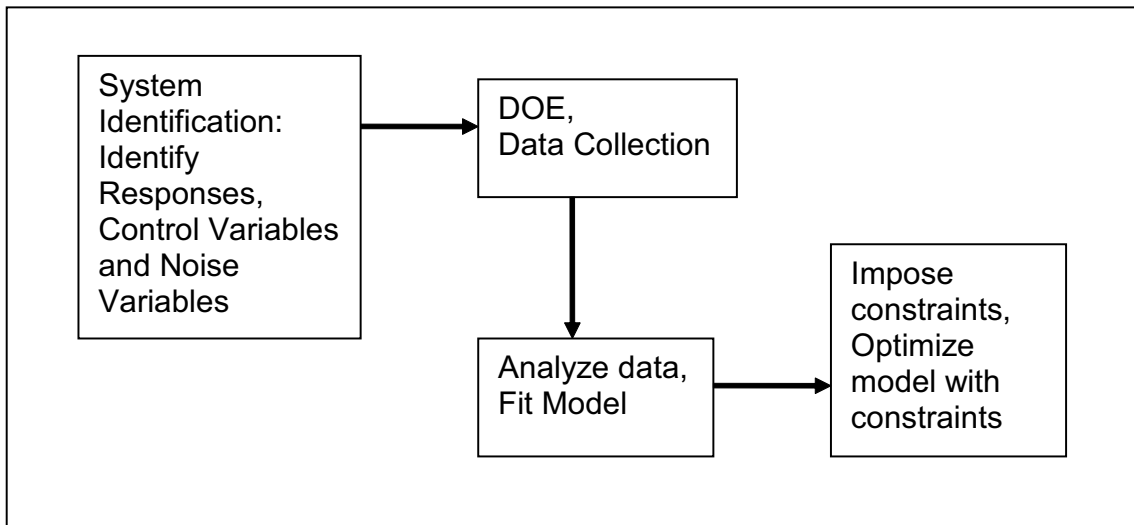 System
Identification:
Identify
Responses,
Control Variables
and Noise
Variables
DOE,
Data Collection
Analyze data,
Fit Model
Impose
constraints,
Optimize
model with
constraints